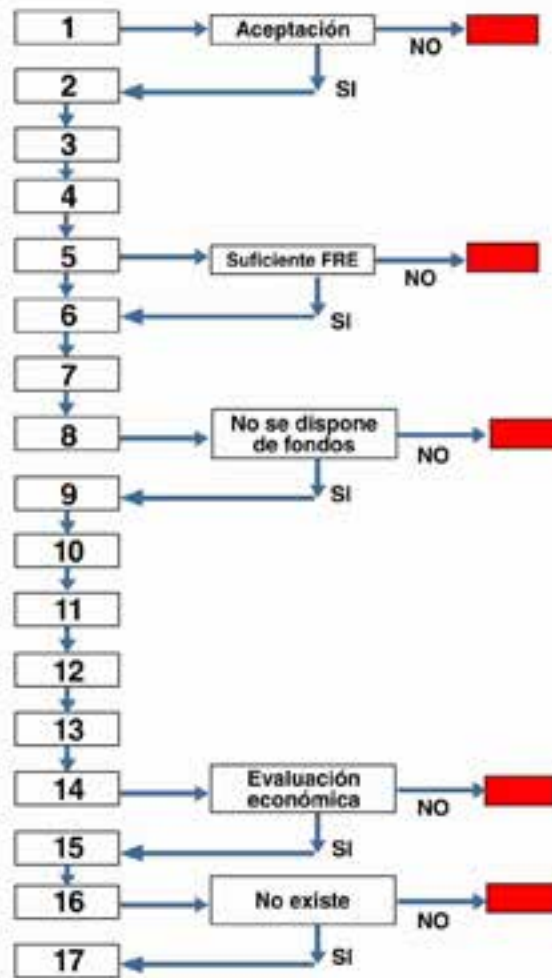 1
Aceptación
NO
SI
2
3
4
5
Suficiente FRE
NO
SI
6
7
8
No se dispone
de fondos
NO
SI
9
10
11
12
13
14
Evaluación
económica
NO
SI
15
16
No existe
NO
SI
17